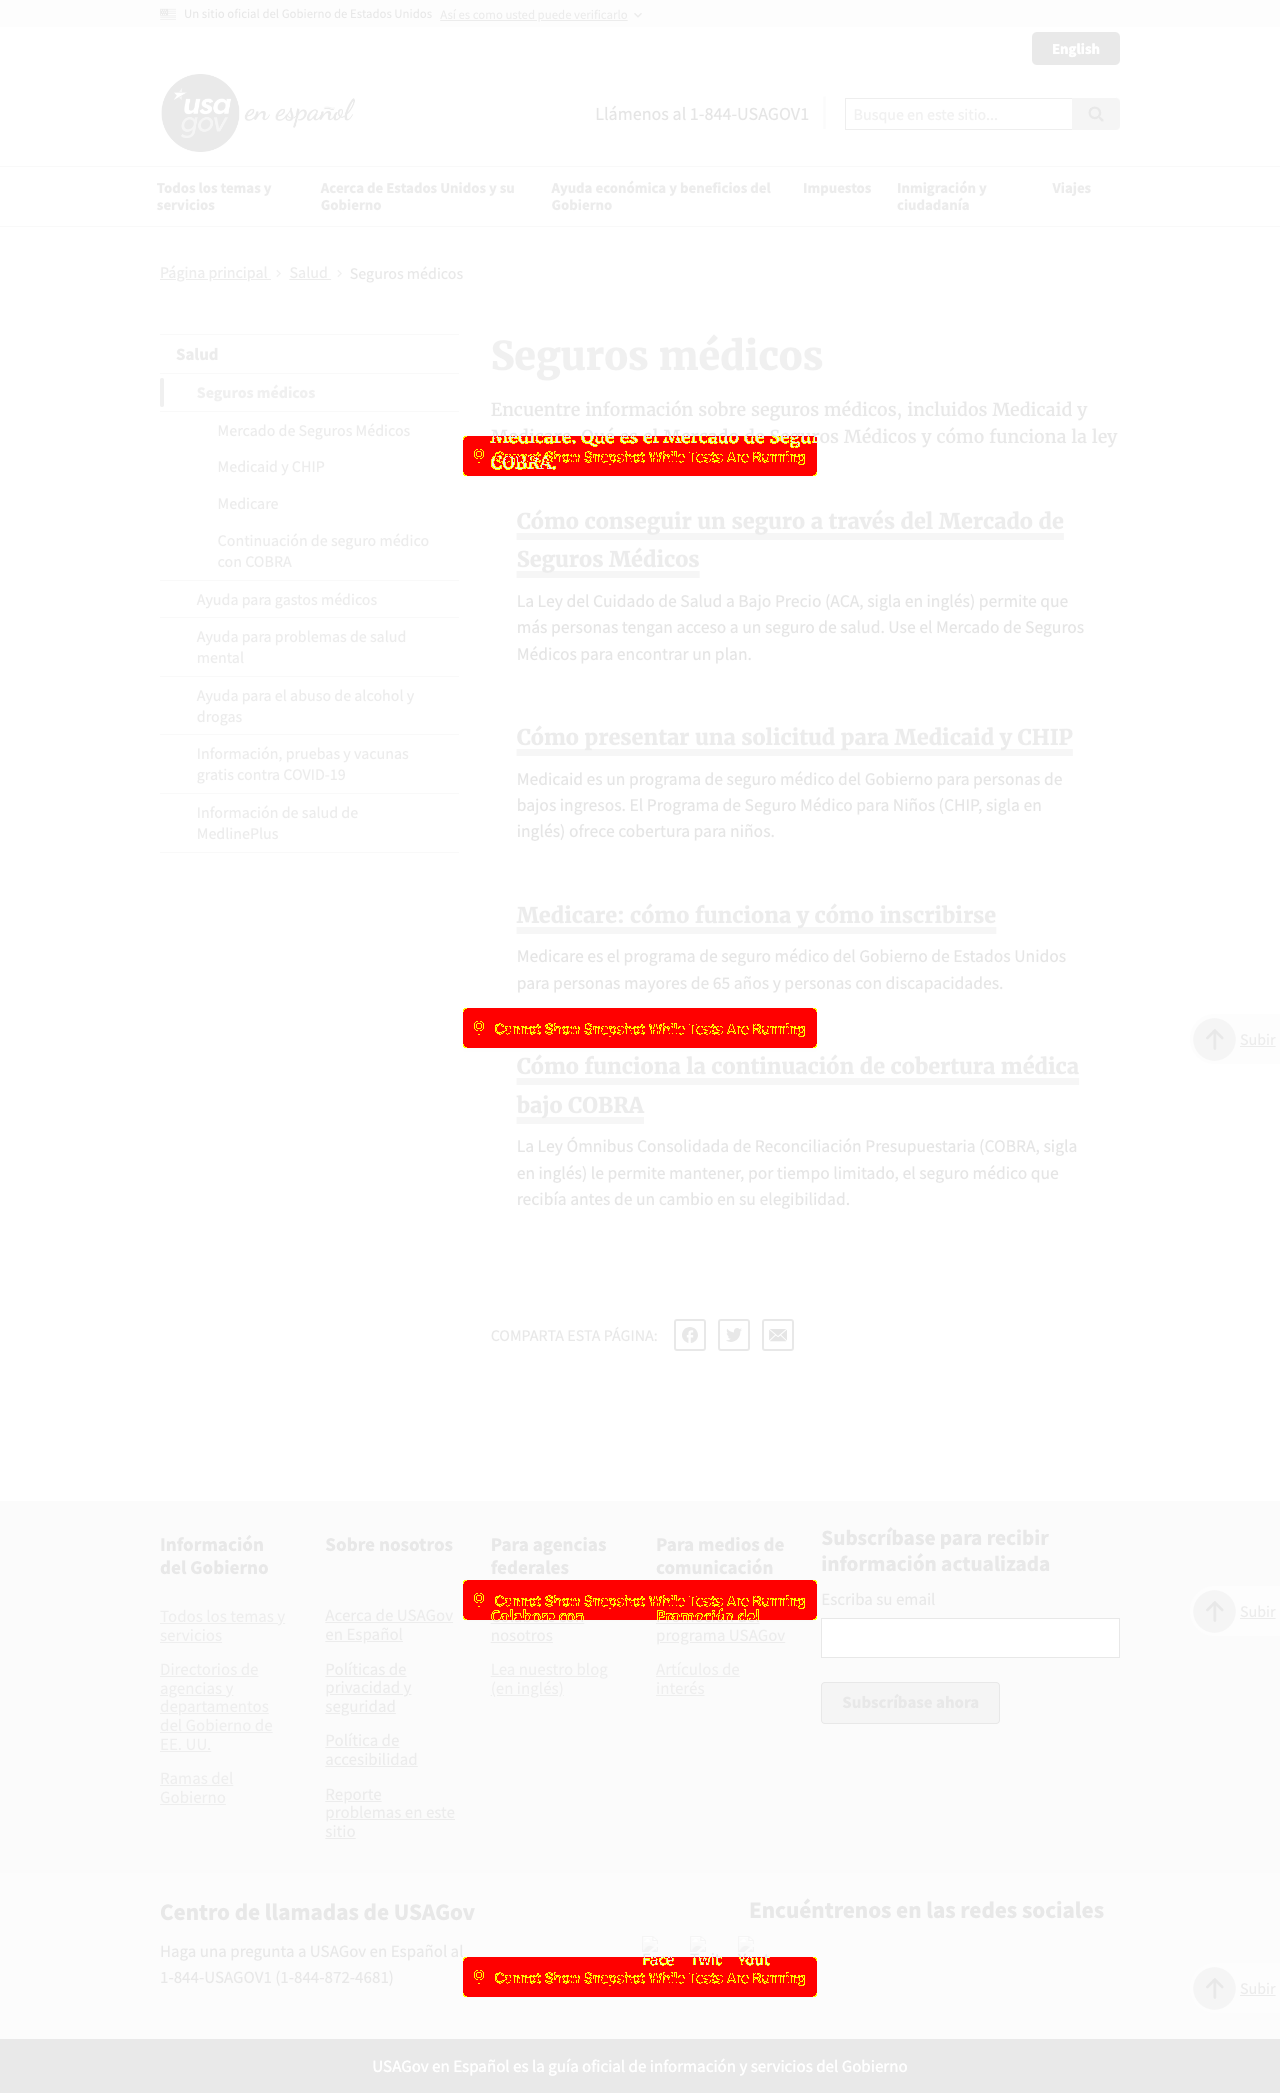 Un sitio oficial del Gobierno de Estados Unidos Así es como usted puede verificarlo
English
usa gov en español
Llámenos al 1-844-USAGOV1
Busque en este sitio...
Todos los temas y servicios
Acerca de Estados Unidos y su Gobierno
Ayuda económica y beneficios del Gobierno
Impuestos
Inmigración y ciudadanía
Viajes
Página principal › Salud › Seguros médicos
Salud
Seguros médicos
Mercado de Seguros Médicos
Medicaid y CHIP
Medicare
Continuación de seguro médico
con COBRA
Ayuda para gastos médicos
Ayuda para problemas de salud
mental
Ayuda para el abuso de alcohol y
drogas
Información, pruebas y vacunas
gratis contra COVID-19
Información de salud de
MedlinePlus
Seguros médicos
Encuentre información sobre seguros médicos, incluidos Medicaid y
Medicare. Qué es el Mercado de Seguros Médicos y cómo funciona la ley
Cannot Show Snapshot While Tests Are Running
COBRA.
Cómo conseguir un seguro a través del Mercado de
Seguros Médicos
La Ley del Cuidado de Salud a Bajo Precio (ACA, sigla en inglés) permite que
más personas tengan acceso a un seguro de salud. Use el Mercado de Seguros
Médicos para encontrar un plan.
Cómo presentar una solicitud para Medicaid y CHIP
Medicaid es un programa de seguro médico del Gobierno para personas de
bajos ingresos. El Programa de Seguro Médico para Niños (CHIP, sigla en
inglés) ofrece cobertura para niños.
Medicare: cómo funciona y cómo inscribirse
Medicare es el programa de seguro médico del Gobierno de Estados Unidos
para personas mayores de 65 años y personas con discapacidades.
Cannot Show Snapshot While Tests Are Running
Subir
Cómo funciona la continuación de cobertura médica
bajo COBRA
La Ley Ómnibus Consolidada de Reconciliación Presupuestaria (COBRA, sigla
en inglés) le permite mantener, por tiempo limitado, el seguro médico que
recibía antes de un cambio en su elegibilidad.
COMPARTA ESTA PÁGINA:
Información
del Gobierno
Todos los temas y
servicios
Directorios de
agencias y
departamentos
del Gobierno de
EE. UU.
Ramas del
Gobierno
Sobre nosotros
Acerca de USAGov
en Español
Políticas de
privacidad y
seguridad
Política de
accesibilidad
Reporte
problemas en este
sitio
Para agencias
federales
Cannot Show Snapshot While Tests Are Running
Colabore con
nosotros
Lea nuestro blog
(en inglés)
Para medios de
comunicación
Promoción del
programa USAGov
Artículos de
interés
Subscríbase para recibir
información actualizada
Escriba su email
Subscríbase ahora
Subir
Centro de llamadas de USAGov
Haga una pregunta a USAGov en Español al
1-844-USAGOV1 (1-844-872-4681)
Encuéntrenos en las redes sociales
Face Twit Yout
Cannot Show Snapshot While Tests Are Running
Subir
USAGov en Español es la guía oficial de información y servicios del Gobierno